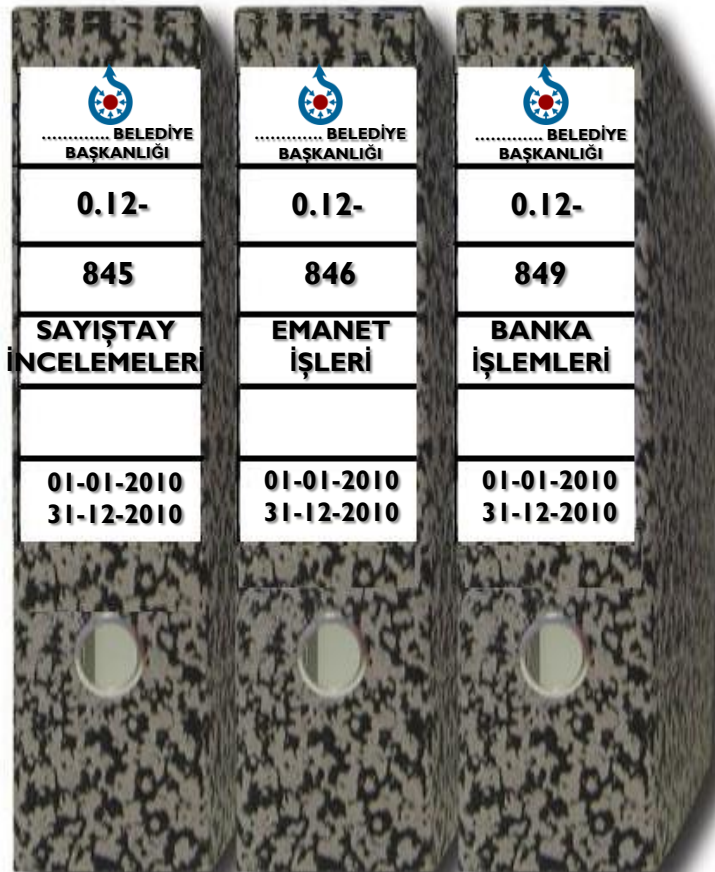 ............. BELEDİYE
BAŞKANLIĞI
0.12-
845
SAYIŞTAY
İNCELEMELERİ
01-01-2010
31-12-2010
............. BELEDİYE
BAŞKANLIĞI
0.12-
846
EMANET
İŞLERİ
01-01-2010
31-12-2010
............. BELEDİYE
BAŞKANLIĞI
0.12-
849
BANKA
İŞLEMLERİ
01-01-2010
31-12-2010